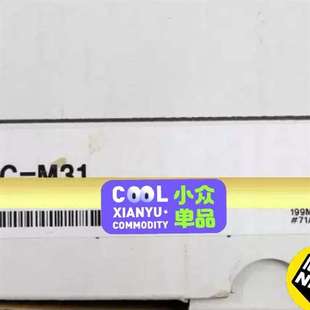 C-M31
COOL 小众
XIANYU· 单品
COMMODITY
199M
#71